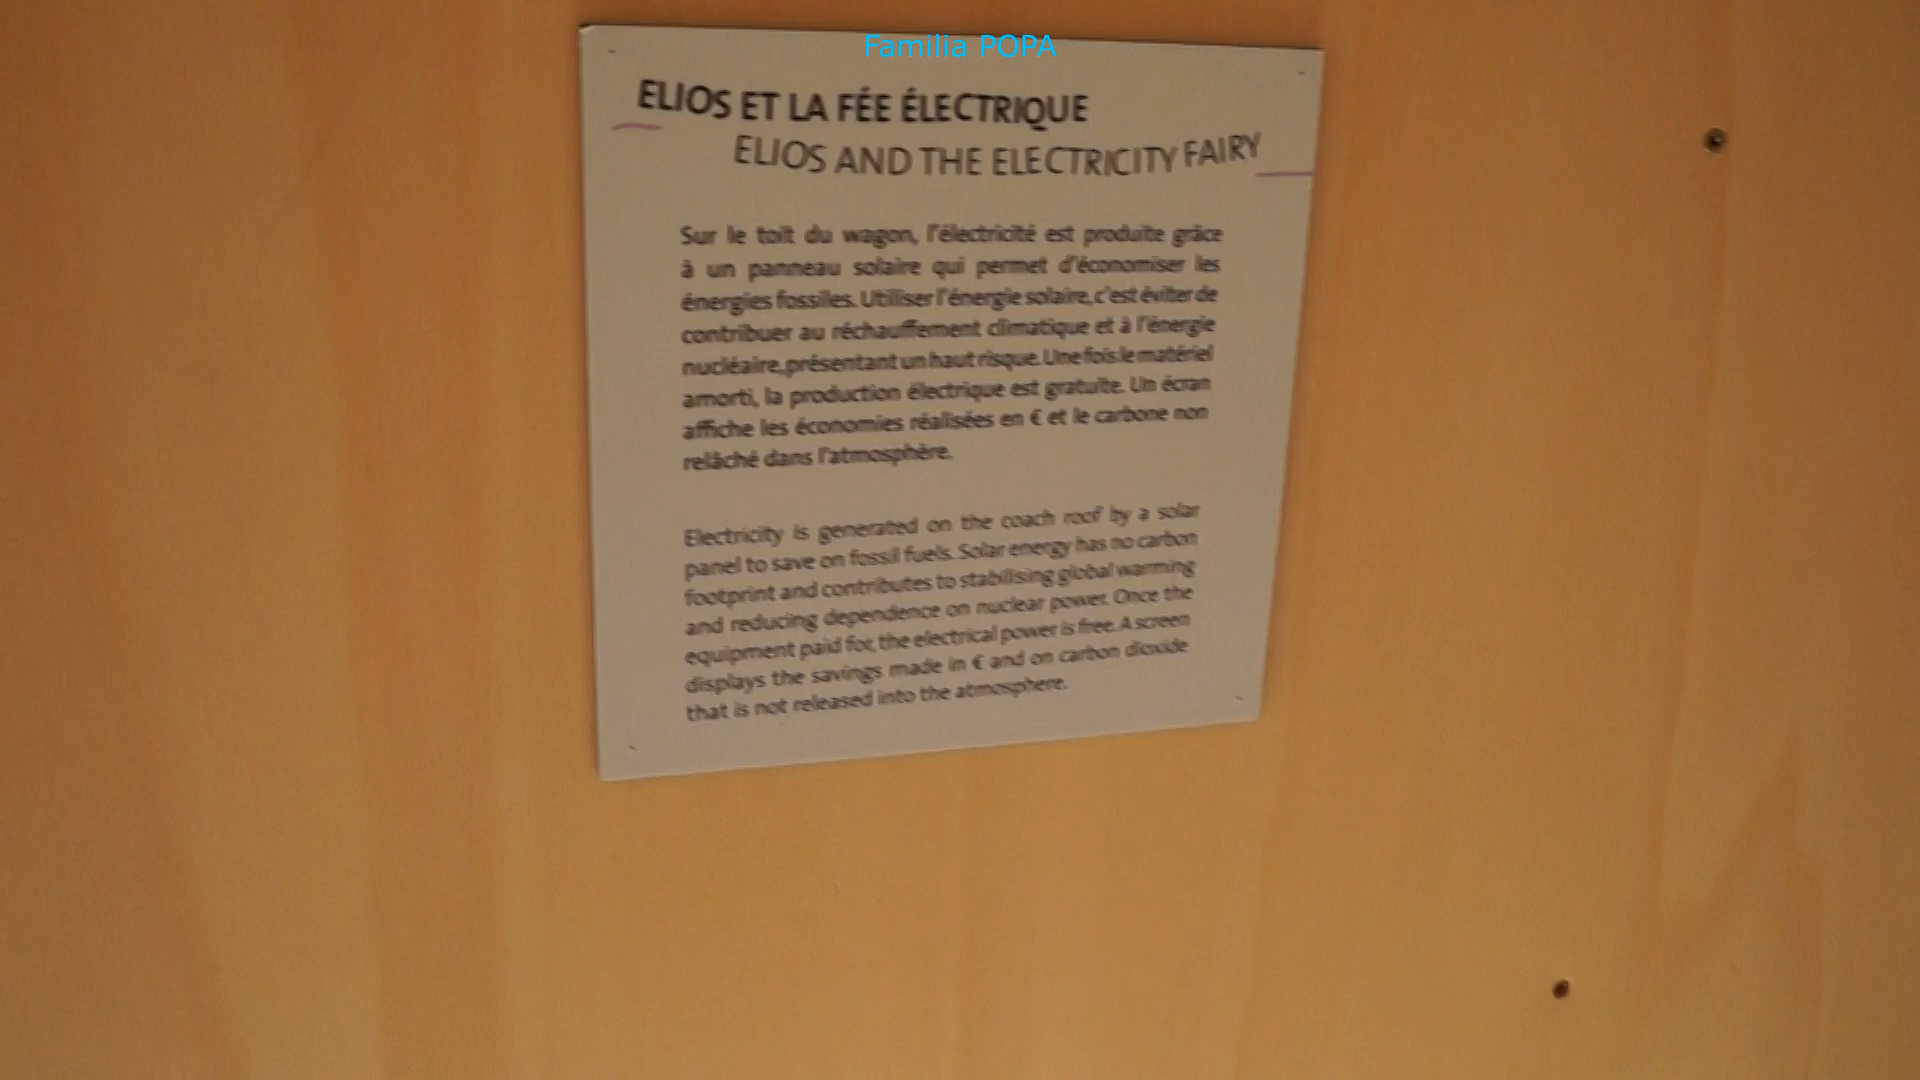 Familia POPA
ELIOS ET LA FÉE ÉLECTRIQUE
ELIOS AND THE ELECTRICITY FAIRY
Sur le toit du wagon, l'électricité est produite grâce
à un panneau solaire qui permet d'économiser les
énergies fossiles. Utiliser l'énergie solaire, c'est éviter de
contribuer au réchauffement climatique et à l'énergie
nucléaire, présentant un haut risque. Une fois le matériel
amorti, la production électrique est gratuite. Un écran
affiche les économies réalisées en € et le carbone non
relâché dans l'atmosphère.
Electricity is generated on the coach roof by a solar
panel to save on fossil fuels. Solar energy has no carbon
footprint and contributes to stabilising global warming
and reducing dependence on nuclear power. Once the
equipment paid for, the electrical power is free. A screen
displays the savings made in € and on carbon dioxide
that is not released into the atmosphere.